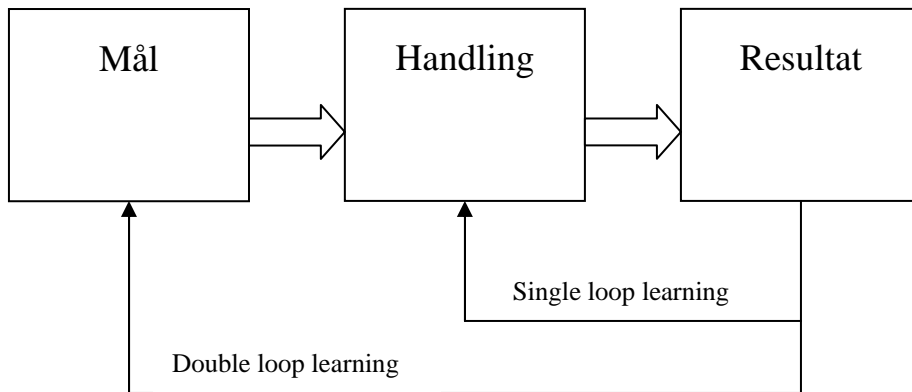 Mål
Handling
Resultat
Single loop learning
Double loop learning